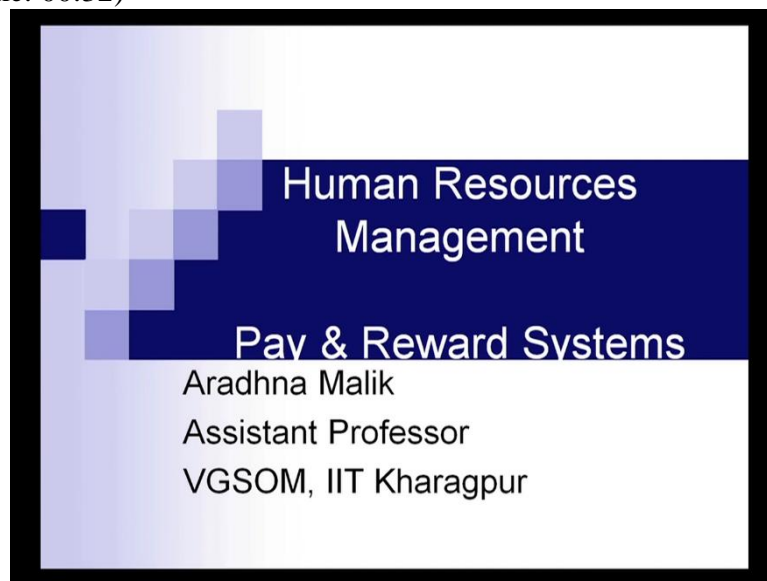 Human Resources
Management
Pay & Reward Systems
Aradhna Malik
Assistant Professor
VGSOM, IIT Kharagpur